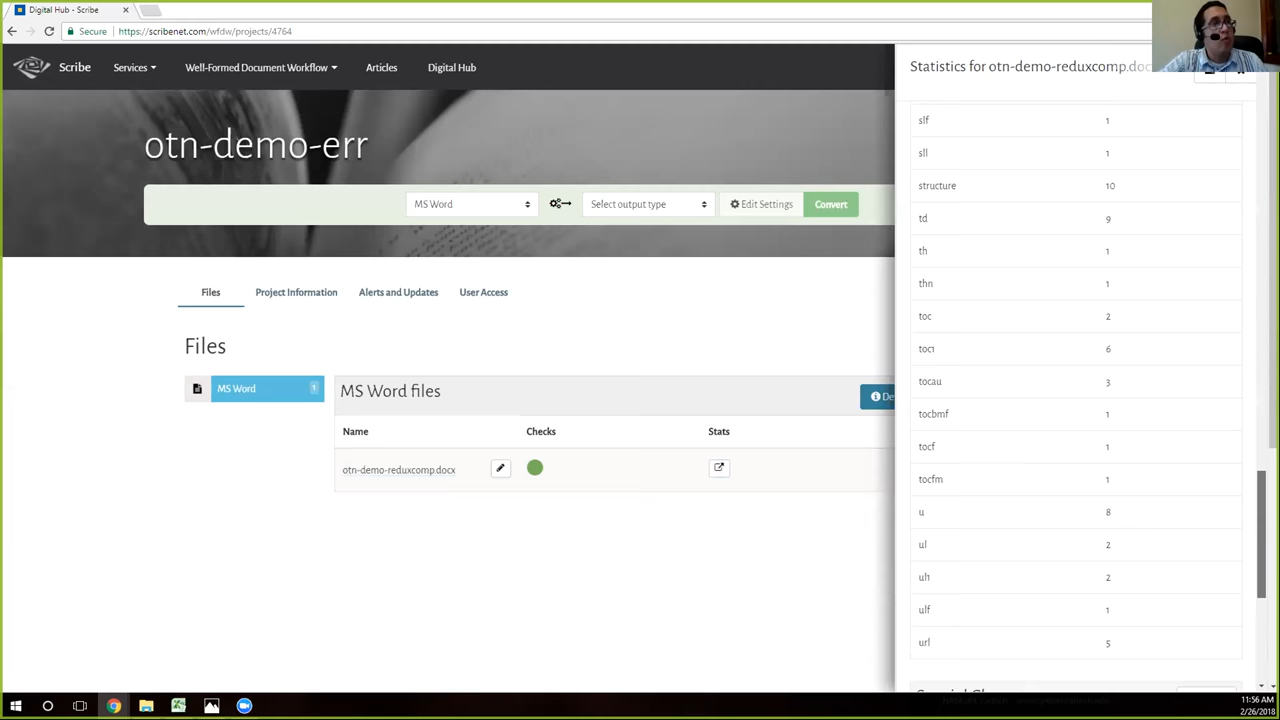 Digital Hub - Scribe
Secure https://scribenet.com/wfdw/projects/4764
Scribe Services Well-Formed Document Workflow Articles Digital Hub
otn-demo-err
MS Word Select output type Edit Settings Convert
Files Project Information Alerts and Updates User Access
Files
MS Word 1
MS Word files
Name Checks Stats
otn-demo-reduxcomp.docx
Statistics for otn-demo-reduxcomp.doc
slf 1
sll 1
structure 10
td 9
th 1
thn 1
toc 2
toc1 6
tocau 3
tocbmf 1
tocf 1
tocfm 1
u 8
ul 2
ul1 2
ulf 1
url 5
11:56 AM
2/26/2018